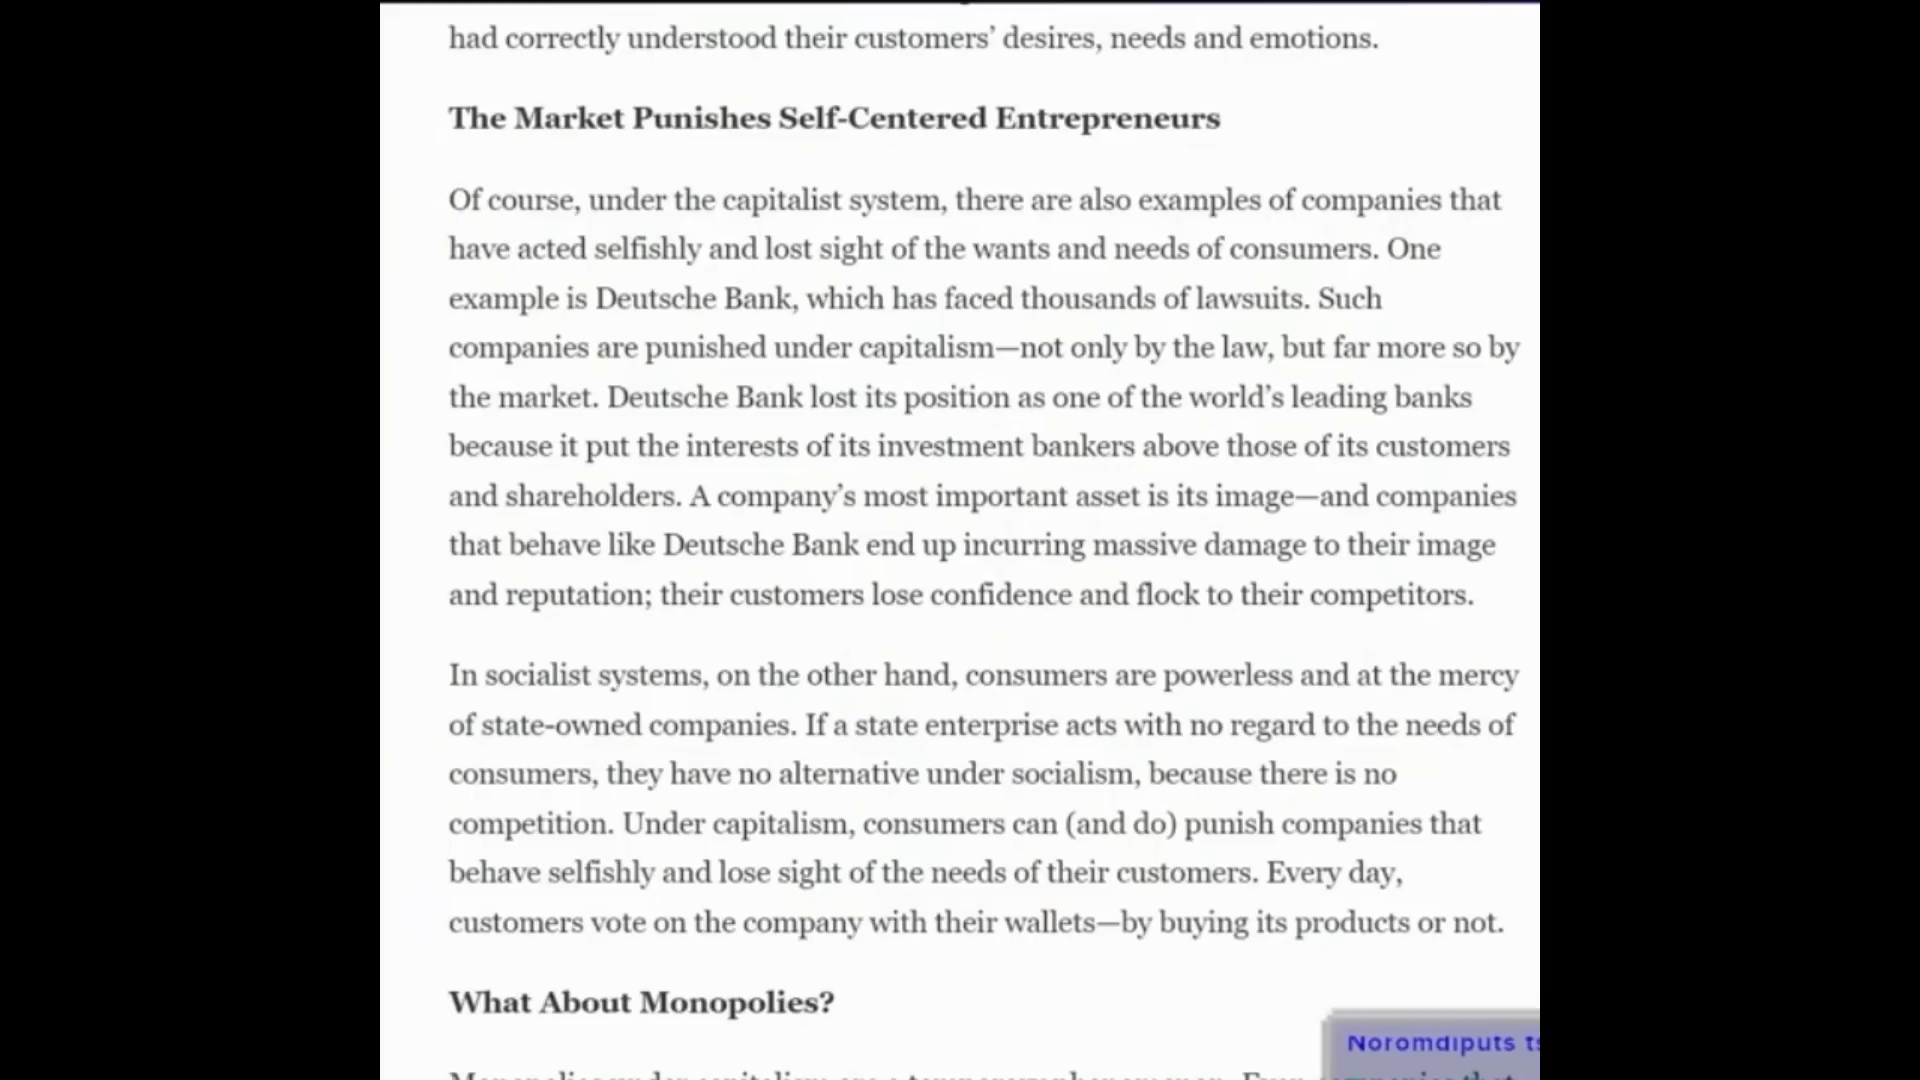 had correctly understood their customers’ desires, needs and emotions.
The Market Punishes Self-Centered Entrepreneurs
Of course, under the capitalist system, there are also examples of companies that
have acted selfishly and lost sight of the wants and needs of consumers. One
example is Deutsche Bank, which has faced thousands of lawsuits. Such
companies are punished under capitalism—not only by the law, but far more so by
the market. Deutsche Bank lost its position as one of the world’s leading banks
because it put the interests of its investment bankers above those of its customers
and shareholders. A company’s most important asset is its image—and companies
that behave like Deutsche Bank end up incurring massive damage to their image
and reputation; their customers lose confidence and flock to their competitors.
In socialist systems, on the other hand, consumers are powerless and at the mercy
of state-owned companies. If a state enterprise acts with no regard to the needs of
consumers, they have no alternative under socialism, because there is no
competition. Under capitalism, consumers can (and do) punish companies that
behave selfishly and lose sight of the needs of their customers. Every day,
customers vote on the company with their wallets—by buying its products or not.
What About Monopolies?